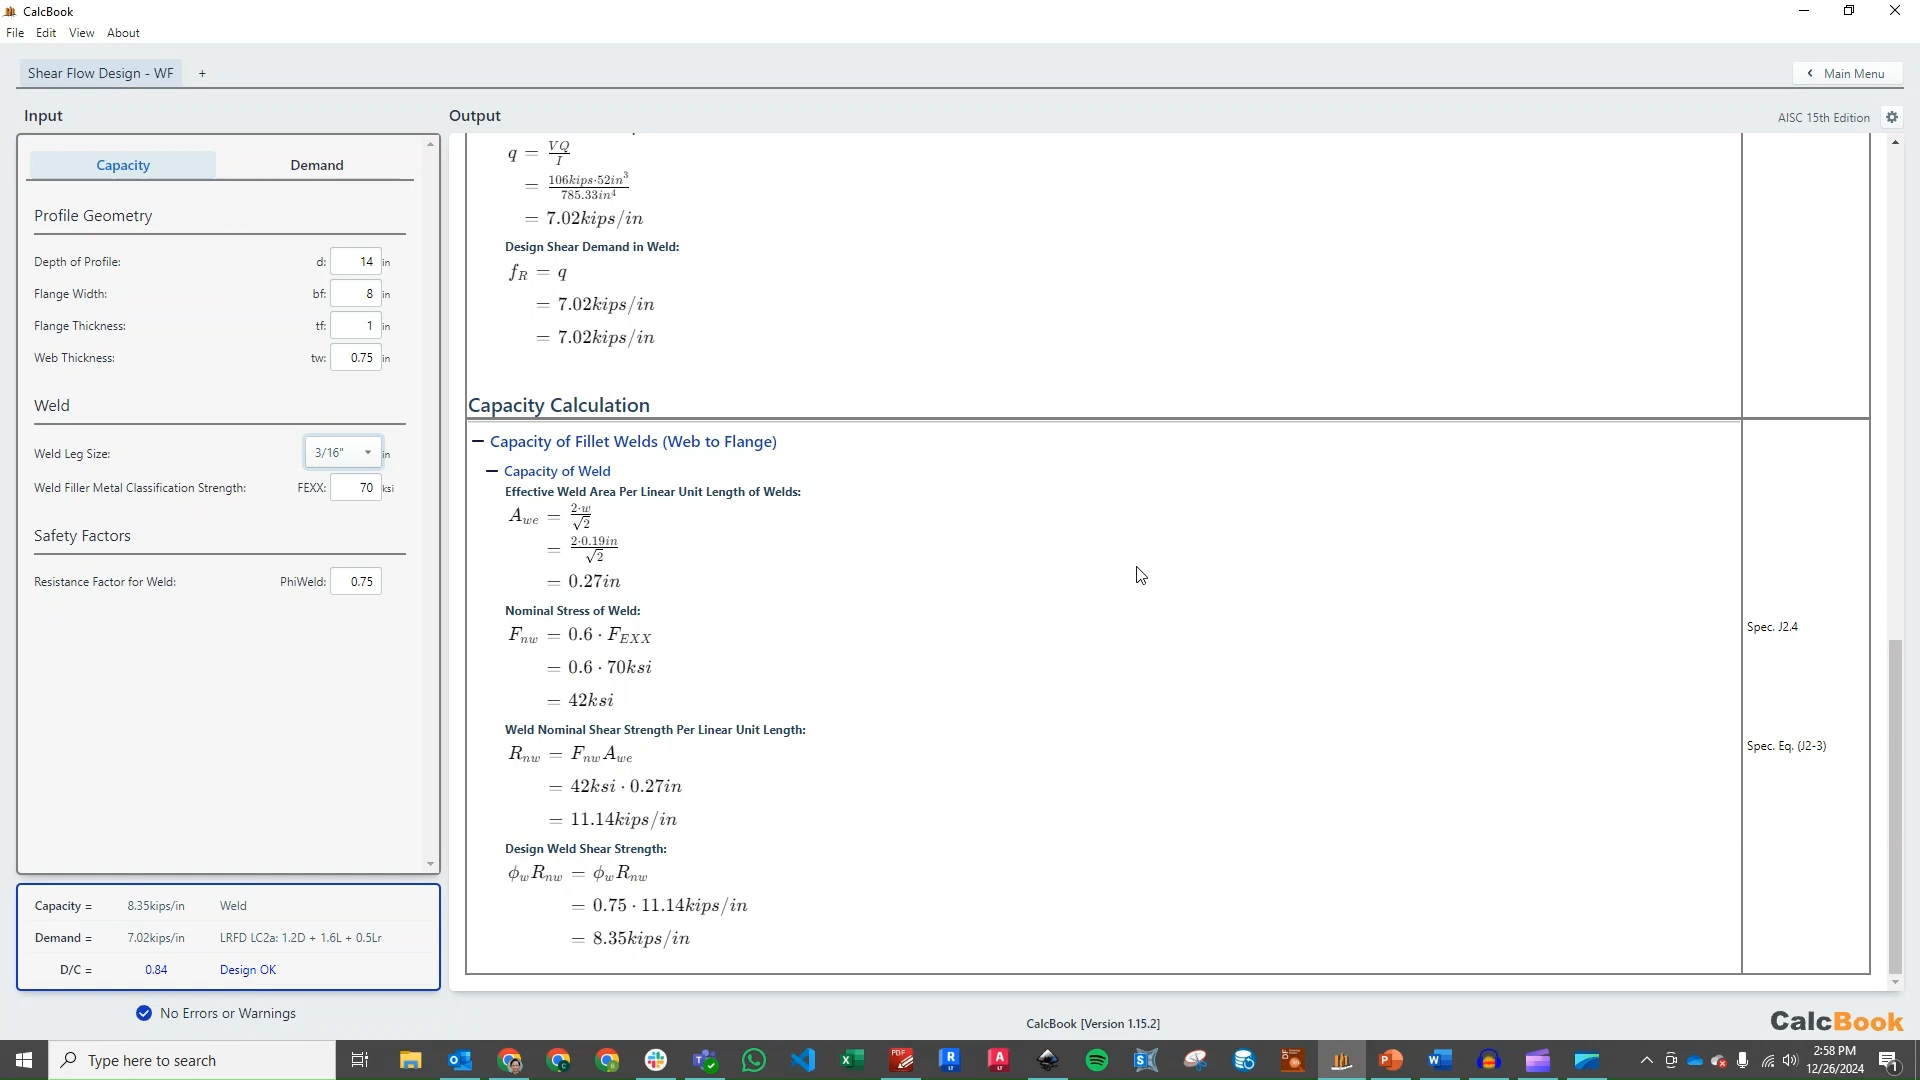 CalcBook
File Edit View About
Shear Flow Design - WF +
Main Menu
Input
Output
AISC 15th Edition
Capacity Demand
Profile Geometry
Depth of Profile: d: 14 in
Flange Width: bf: 8 in
Flange Thickness: tf: 1 in
Web Thickness: tw: 0.75 in
Weld
Weld Leg Size: 3/16" in
Weld Filler Metal Classification Strength: FEXX: 70 ksi
Safety Factors
Resistance Factor for Weld: PhiWeld: 0.75
Capacity = 8.35kips/in Weld
Demand = 7.02kips/in LRFD LC2a: 1.2D + 1.6L + 0.5Lr
D/C = 0.84 Design OK
No Errors or Warnings
q = VQ/I
= 106kips·52in³/785.33in⁴
= 7.02kips/in
Design Shear Demand in Weld:
f_R = q
= 7.02kips/in
= 7.02kips/in
Capacity Calculation
— Capacity of Fillet Welds (Web to Flange)
— Capacity of Weld
Effective Weld Area Per Linear Unit Length of Welds:
A_we = 2·w/√2
= 2·0.19in/√2
= 0.27in
Nominal Stress of Weld:
Spec. J2.4
F_nw = 0.6 · F_EXX
= 0.6 · 70ksi
= 42ksi
Weld Nominal Shear Strength Per Linear Unit Length:
Spec. Eq. (J2-3)
R_nw = F_nw A_we
= 42ksi · 0.27in
= 11.14kips/in
Design Weld Shear Strength:
ϕ_w R_nw = ϕ_w R_nw
= 0.75 · 11.14kips/in
= 8.35kips/in
CalcBook [Version 1.15.2]
CalcBook
Type here to search
2:58 PM
12/26/2024